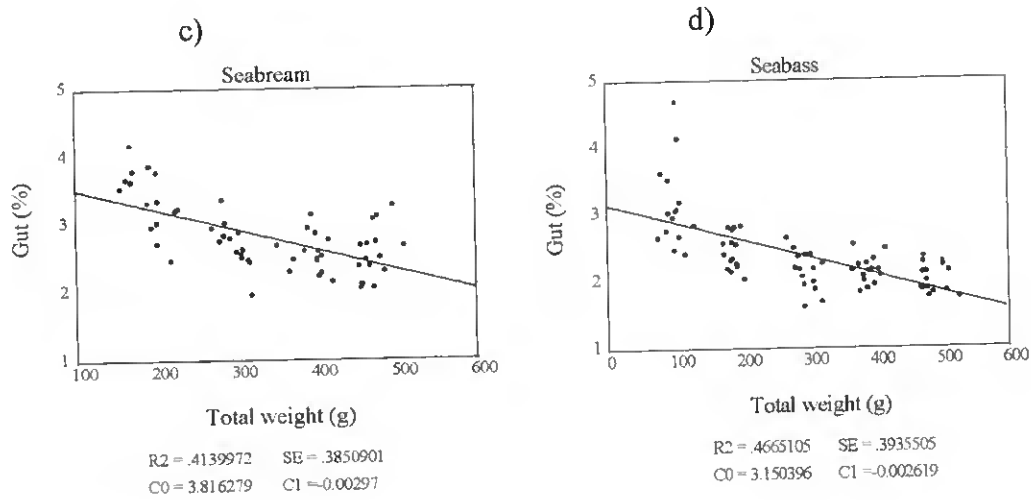 c)
Seabream
5
4
3
2
1
Gut (%)
100 200 300 400 500 600
Total weight (g)
R2 = .4139972 SE = .3850901
C0 = 3.816279 C1 =-0.00297
d)
Seabass
5
4
3
2
1
Gut (%)
0 100 200 300 400 500 600
Total weight (g)
R2 = .4665105 SE = .3935505
C0 = 3.150396 C1 =-0.002619